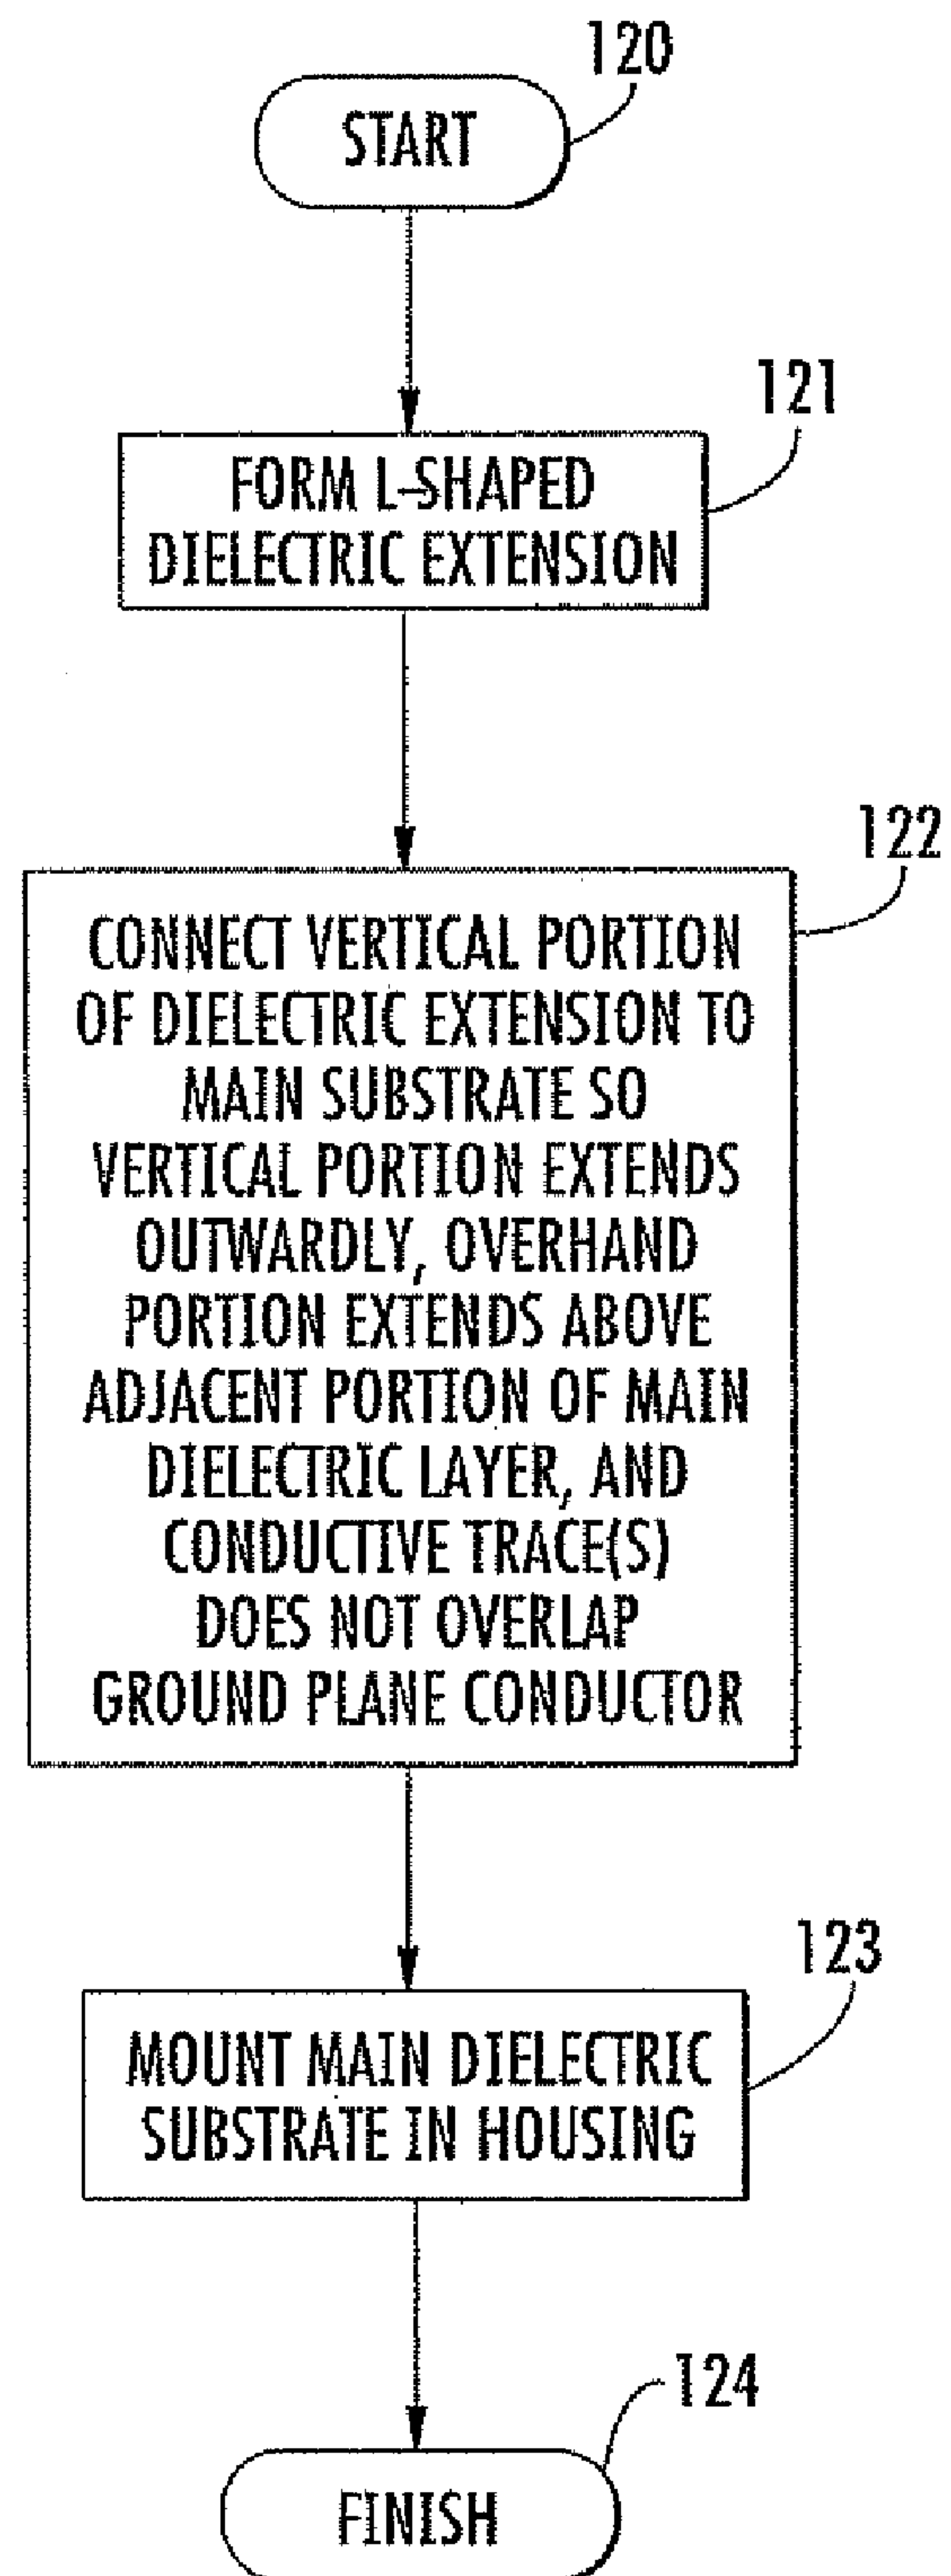 120
START
121
FORM L-SHAPED
DIELECTRIC EXTENSION
122
CONNECT VERTICAL PORTION
OF DIELECTRIC EXTENSION TO
MAIN SUBSTRATE SO
VERTICAL PORTION EXTENDS
OUTWARDLY, OVERHAND
PORTION EXTENDS ABOVE
ADJACENT PORTION OF MAIN
DIELECTRIC LAYER, AND
CONDUCTIVE TRACE(S)
DOES NOT OVERLAP
GROUND PLANE CONDUCTOR
123
MOUNT MAIN DIELECTRIC
SUBSTRATE IN HOUSING
124
FINISH